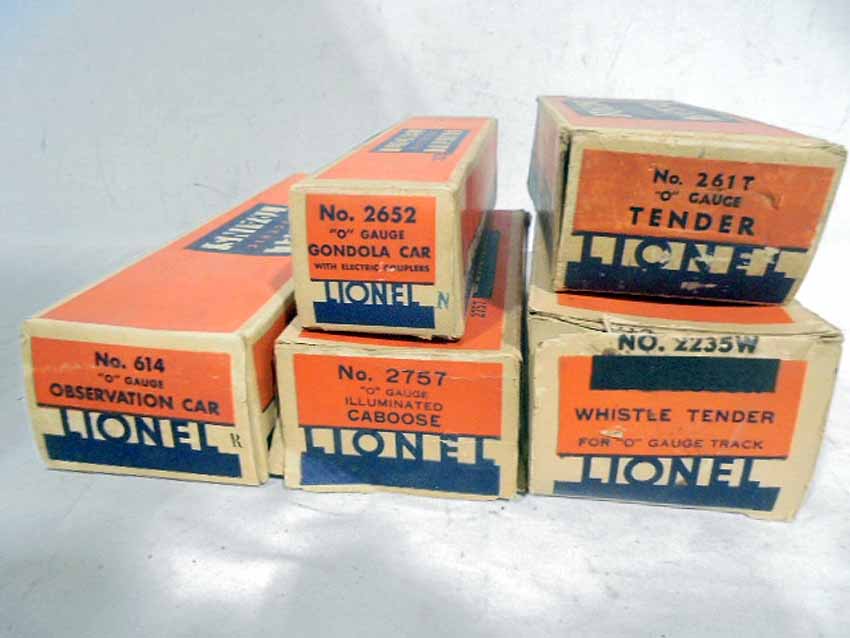 No. 2652
"O" GAUGE
GONDOLA CAR
WITH ELECTRIC COUPLERS
LIONEL
N
No. 261T
"O" GAUGE
TENDER
LIONEL
No. 614
"O" GAUGE
OBSERVATION CAR
LIONEL
R
No. 2757
"O" GAUGE
ILLUMINATED
CABOOSE
LIONEL
2757
NO. 2235W
WHISTLE TENDER
FOR "O" GAUGE TRACK
LIONEL